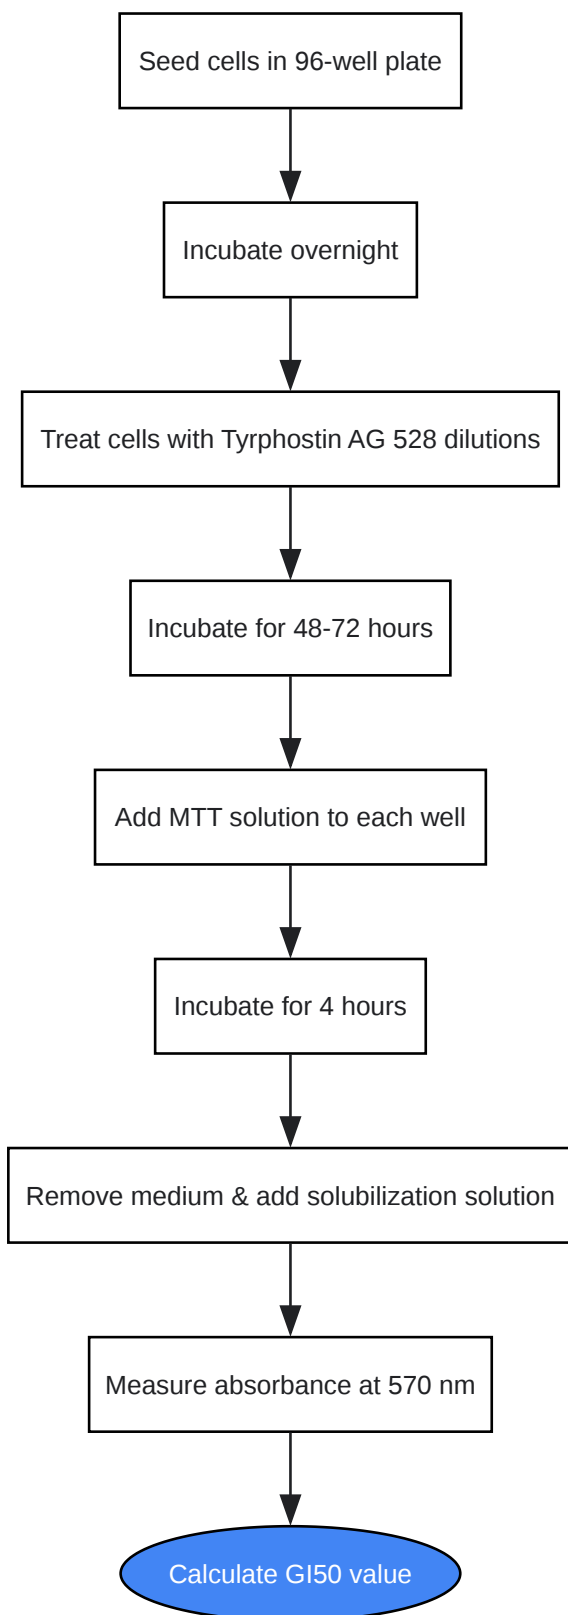 Seed cells in 96-well plate
Incubate overnight
Treat cells with Tyrphostin AG 528 dilutions
Incubate for 48-72 hours
Add MTT solution to each well
Incubate for 4 hours
Remove medium & add solubilization solution
Measure absorbance at 570 nm
Calculate GI50 value